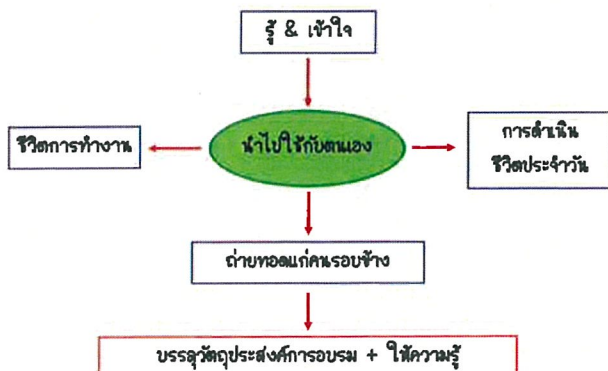 รู้ & เข้าใจ
ชีวิตการทำงาน
นำไปใช้กับตนเอง
การดำเนิน
ชีวิตประจำวัน
ถ่ายทอดแก่คนรอบข้าง
บรรลุวัตถุประสงค์การอบรม + ให้ความรู้